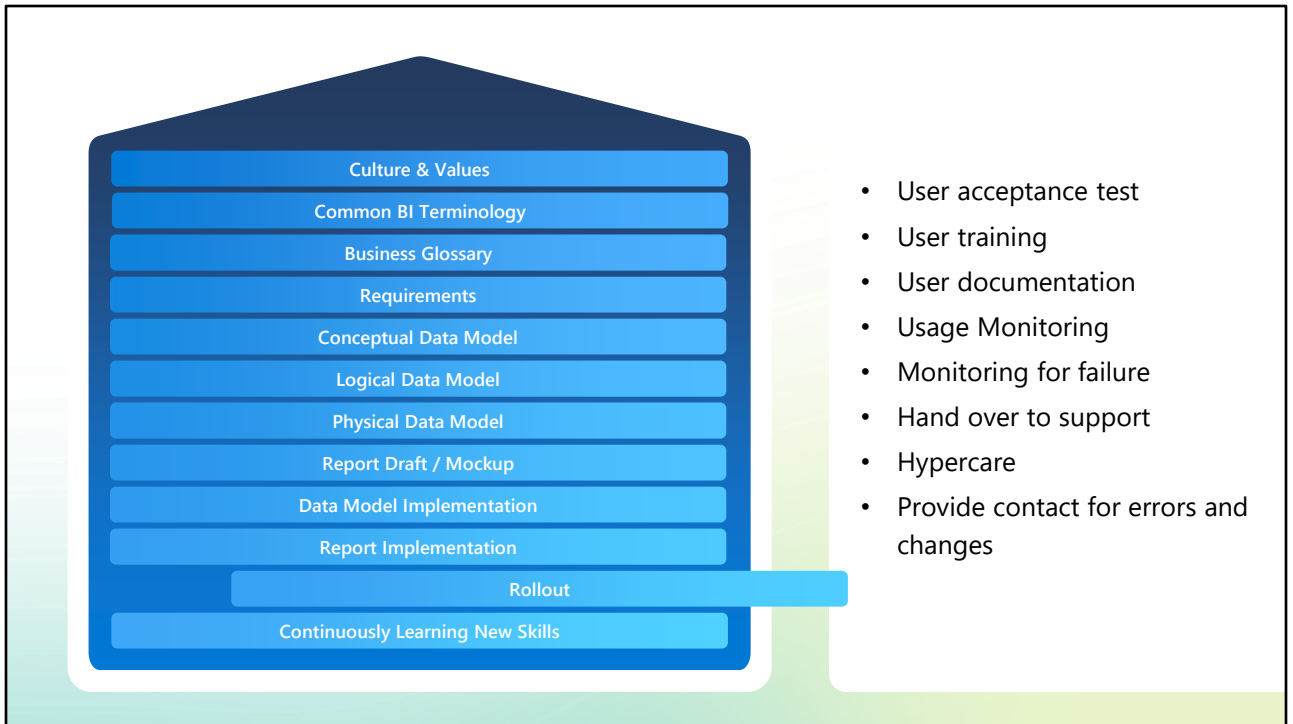 Culture & Values
Common BI Terminology
Business Glossary
Requirements
Conceptual Data Model
Logical Data Model
Physical Data Model
Report Draft / Mockup
Data Model Implementation
Report Implementation
Rollout
Continuously Learning New Skills
• User acceptance test
• User training
• User documentation
• Usage Monitoring
• Monitoring for failure
• Hand over to support
• Hypercare
• Provide contact for errors and
changes